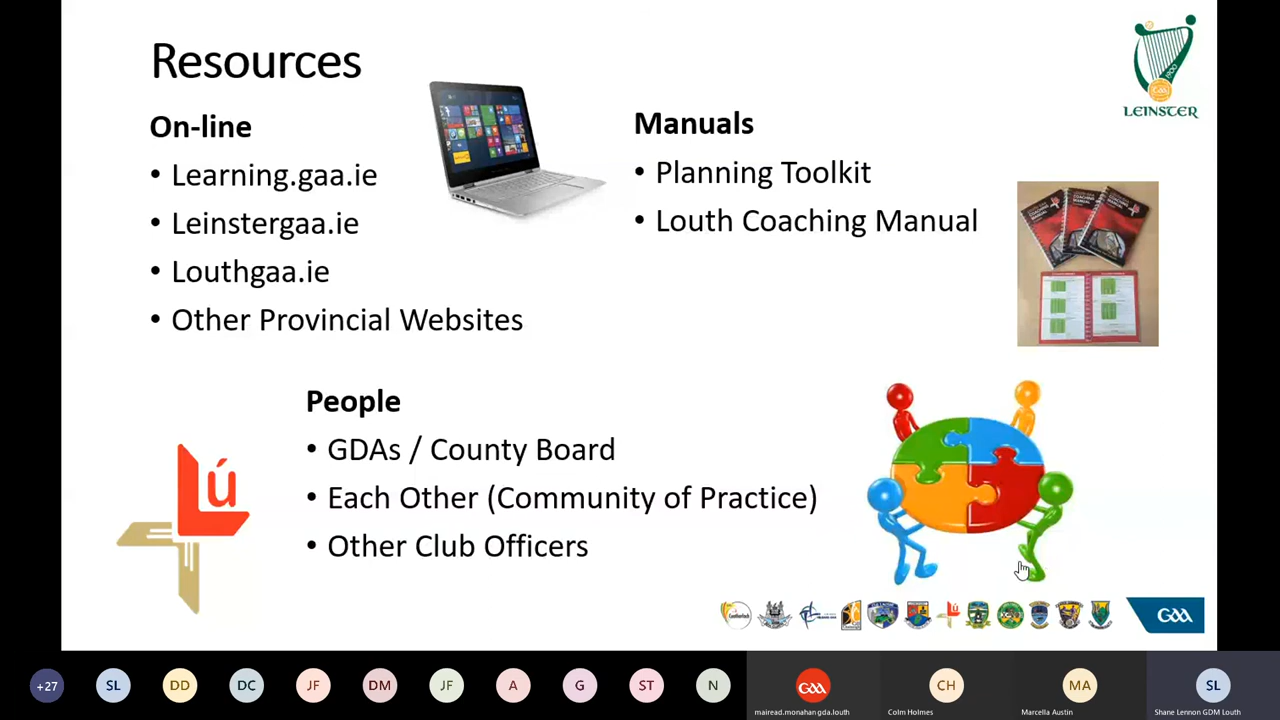 Resources
On-line
• Learning.gaa.ie
• Leinstergaa.ie
• Louthgaa.ie
• Other Provincial Websites
Manuals
• Planning Toolkit
• Louth Coaching Manual
LEINSTER
COACHING
MANUAL
People
• GDAs / County Board
• Each Other (Community of Practice)
• Other Club Officers
Lú
GAA
+27
SL
DD
DC
JF
DM
JF
A
G
ST
N
GAA
mairead.monahan.gda.louth
CH
Colm Holmes
MA
Marcella Austin
SL
Shane Lennon GDM Louth